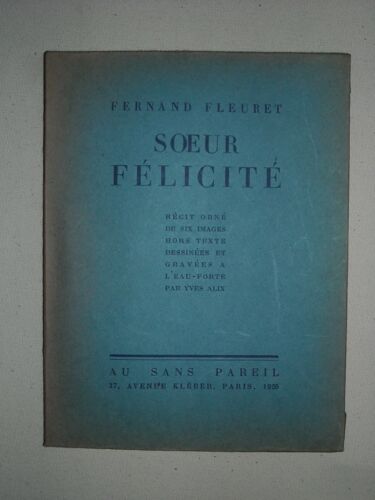 FERNAND FLEURET
SŒUR
FÉLICITÉ
RÉCIT ORNÉ
DE SIX IMAGES
HORS TEXTE
DESSINÉES ET
GRAVÉES A
L'EAU-FORTE
PAR YVES ALIX
AU SANS PAREIL
37, AVENUE KLÉBER, PARIS, 1926